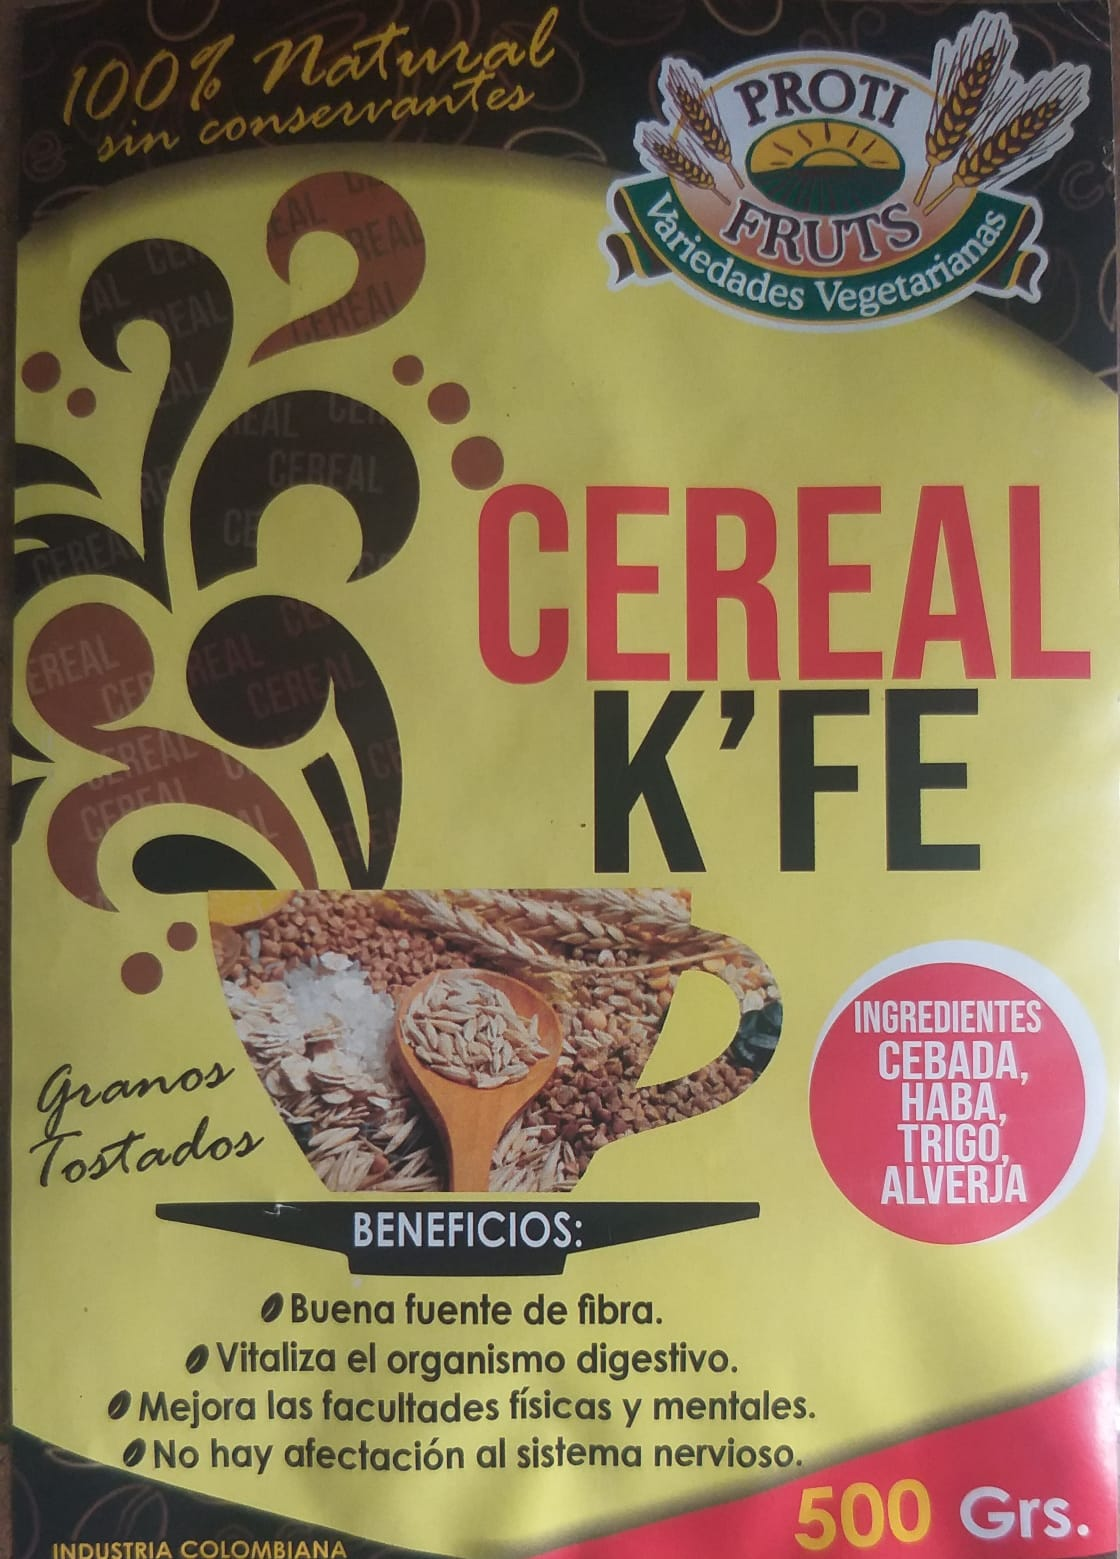 100% Natural
sin conservantes
PROTI
FRUTS
Variedades Vegetarianas
CEREAL
K'FE
INGREDIENTES
CEBADA,
HABA,
TRIGO,
ALVERJA
Granos
Tostados
BENEFICIOS:
Buena fuente de fibra.
Vitaliza el organismo digestivo.
Mejora las facultades físicas y mentales.
No hay afectación al sistema nervioso.
500 Grs.
INDUSTRIA COLOMBIANA